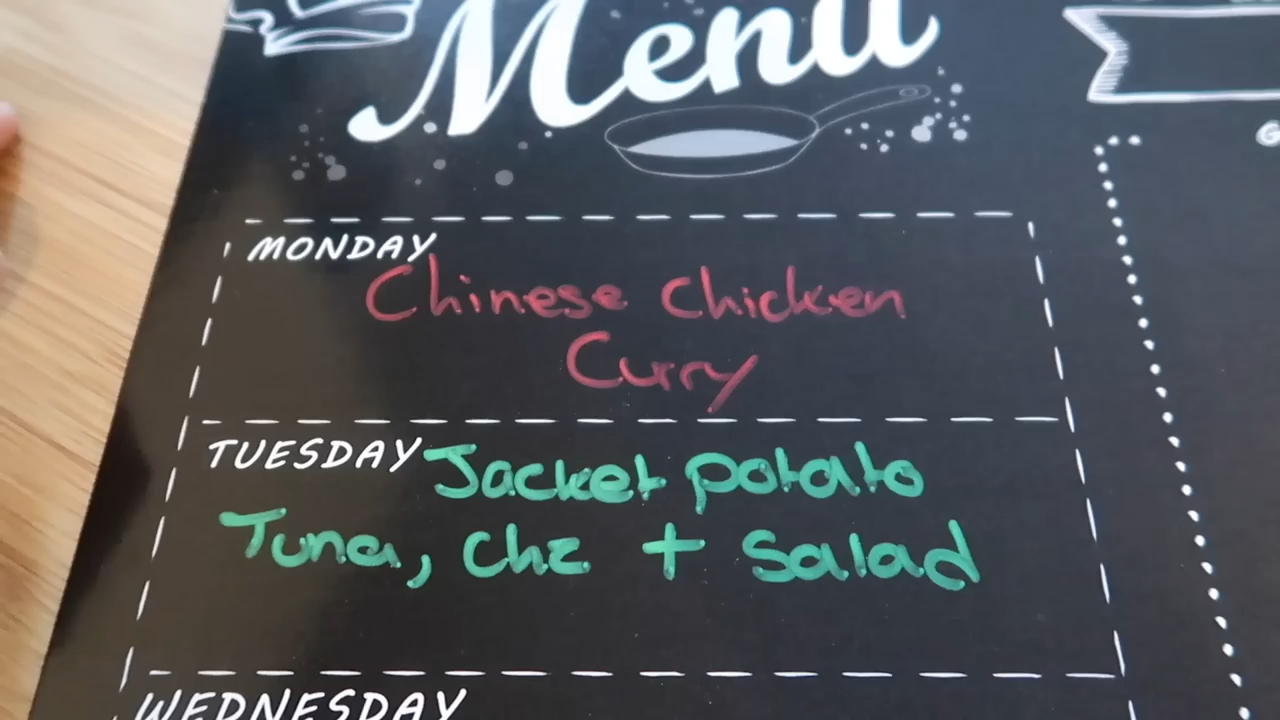 Menu
MONDAY
Chinese Chicken
Curry
TUESDAY Jacket potato
Tuna, Chz + Salad
WEDNESDAY
G